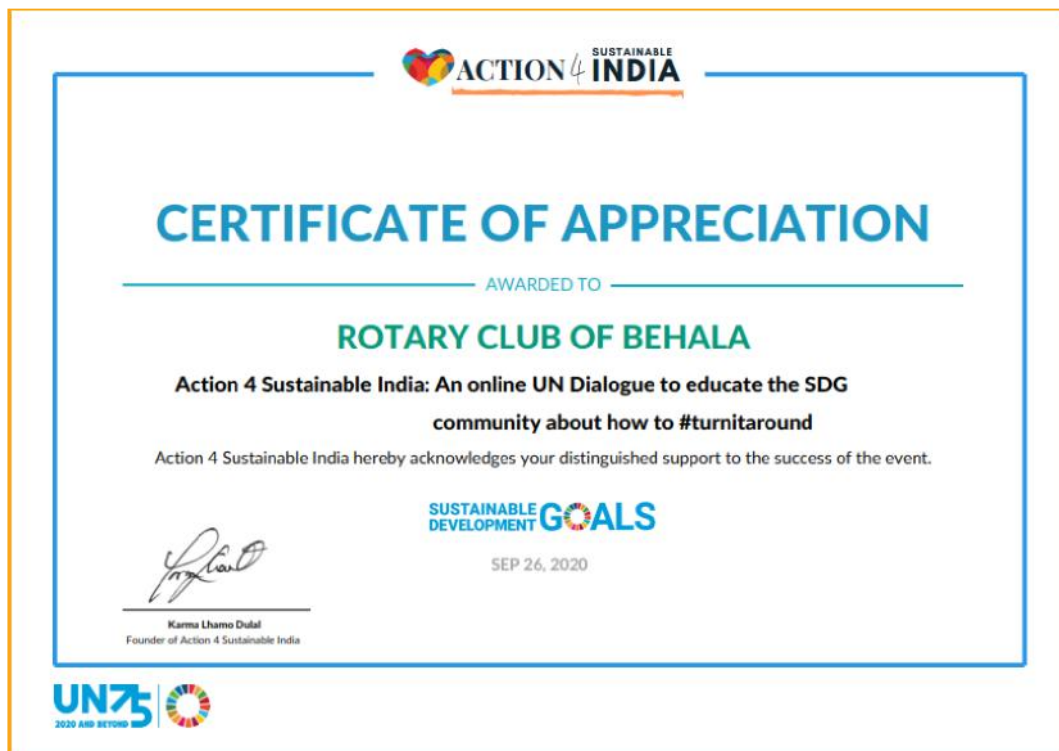 ACTION 4 SUSTAINABLE INDIA
CERTIFICATE OF APPRECIATION
AWARDED TO
ROTARY CLUB OF BEHALA
Action 4 Sustainable India: An online UN Dialogue to educate the SDG
community about how to #turnitaround
Action 4 Sustainable India hereby acknowledges your distinguished support to the success of the event.
SUSTAINABLE DEVELOPMENT GOALS
SEP 26, 2020
Karma Lhamo Dulal
Founder of Action 4 Sustainable India
UN75
2020 AND BEYOND